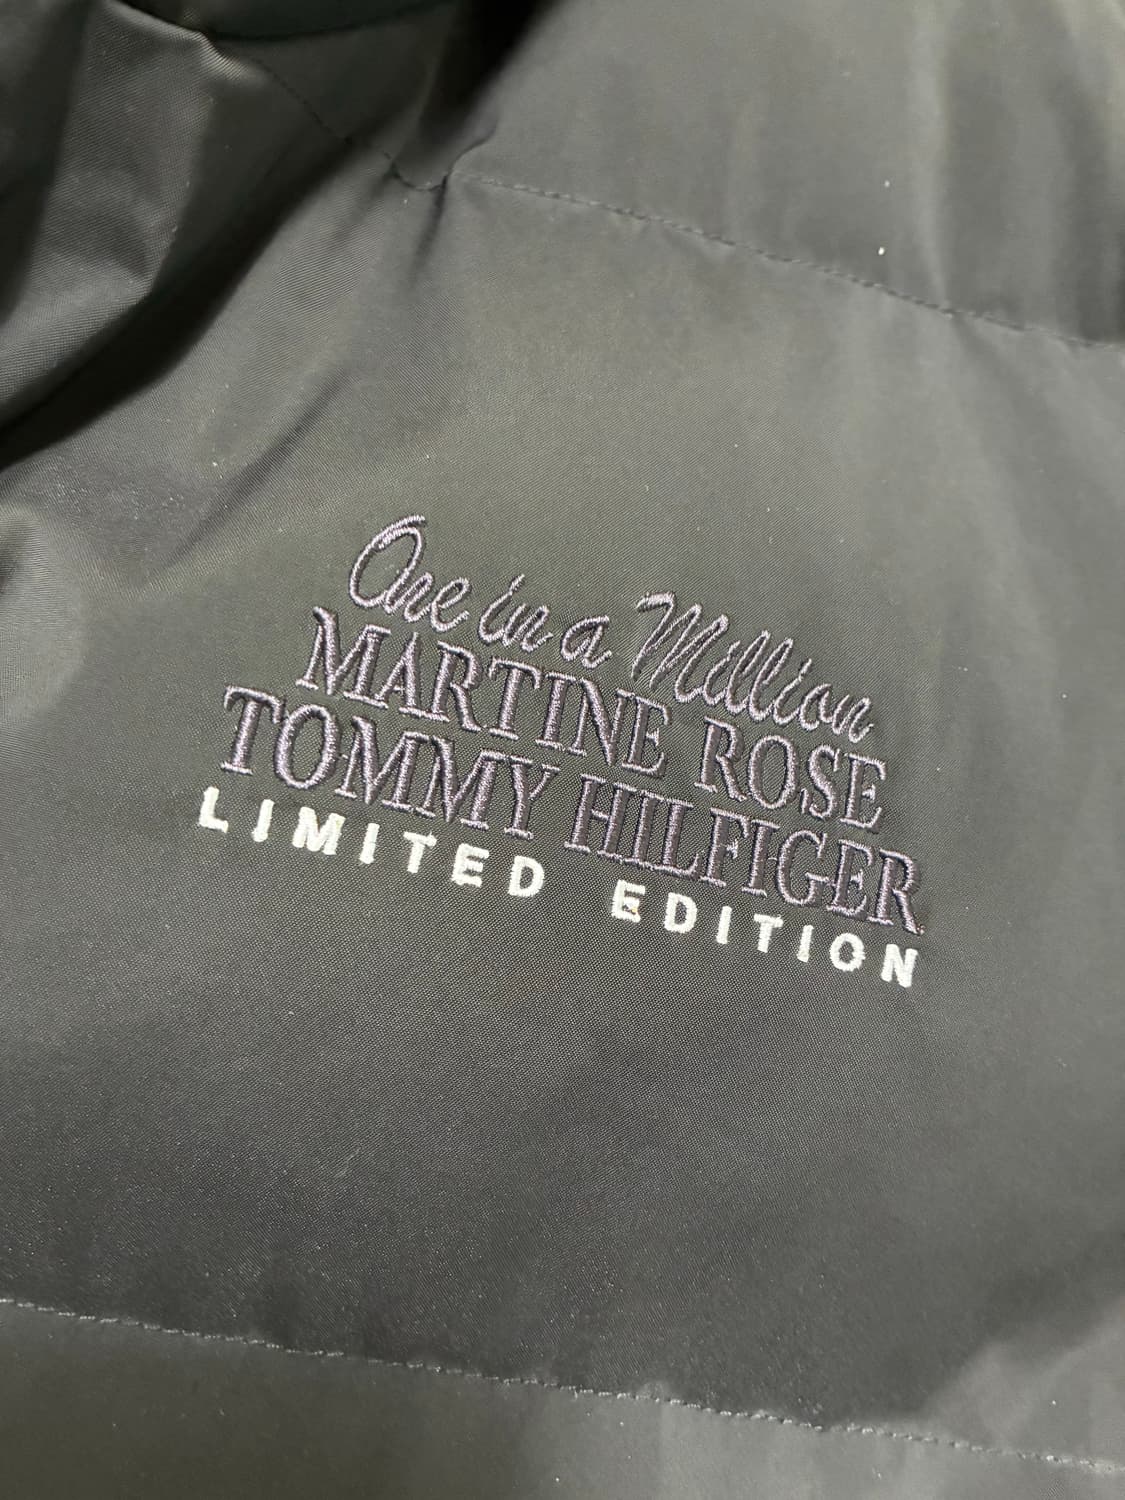 One in a Million
MARTINE ROSE
TOMMY HILFIGER
LIMITED EDITION